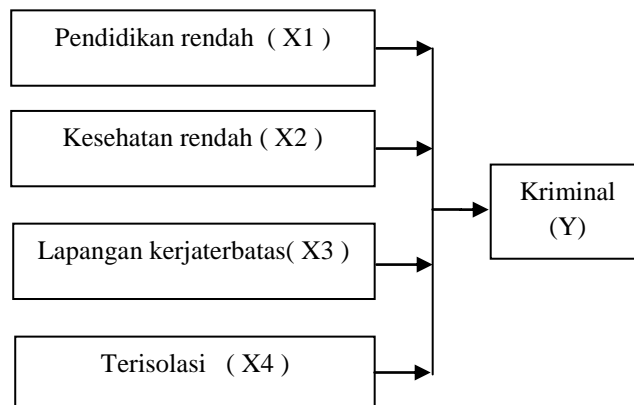 Pendidikan rendah ( X1 )
Kesehatan rendah ( X2 )
Lapangan kerjaterbatas( X3 )
Terisolasi ( X4 )
Kriminal
(Y)